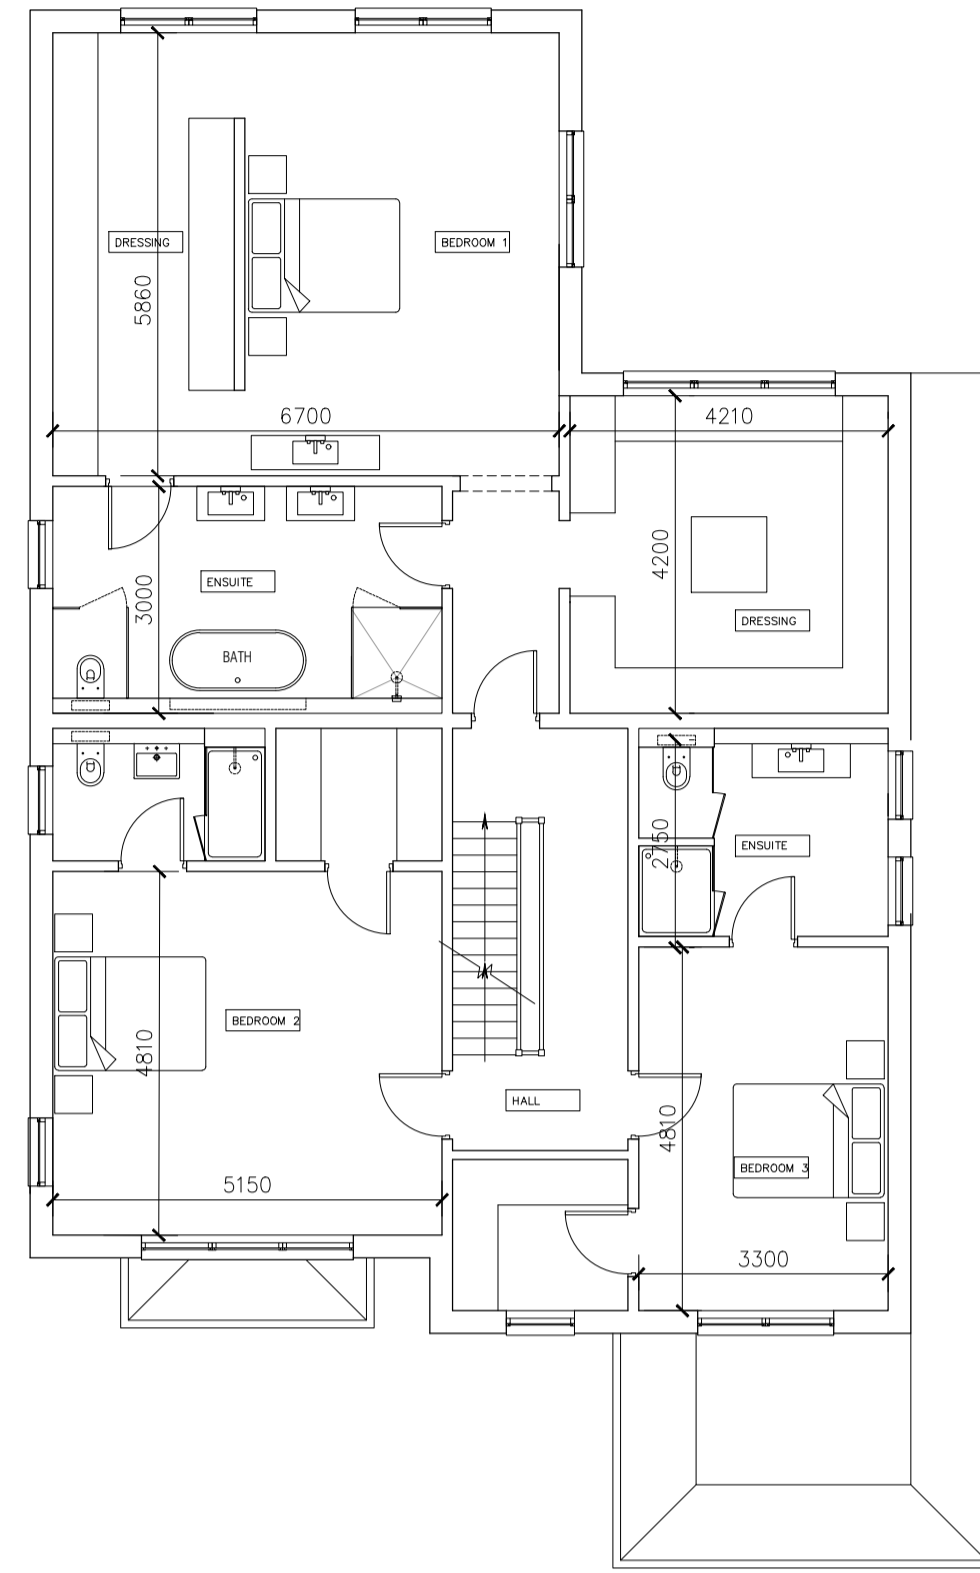 DRESSING
BEDROOM 1
5860
6700
4210
ENSUITE
3000
4200
DRESSING
BATH
2750
ENSUITE
BEDROOM 2
4810
HALL
4810
BEDROOM 3
5150
3300